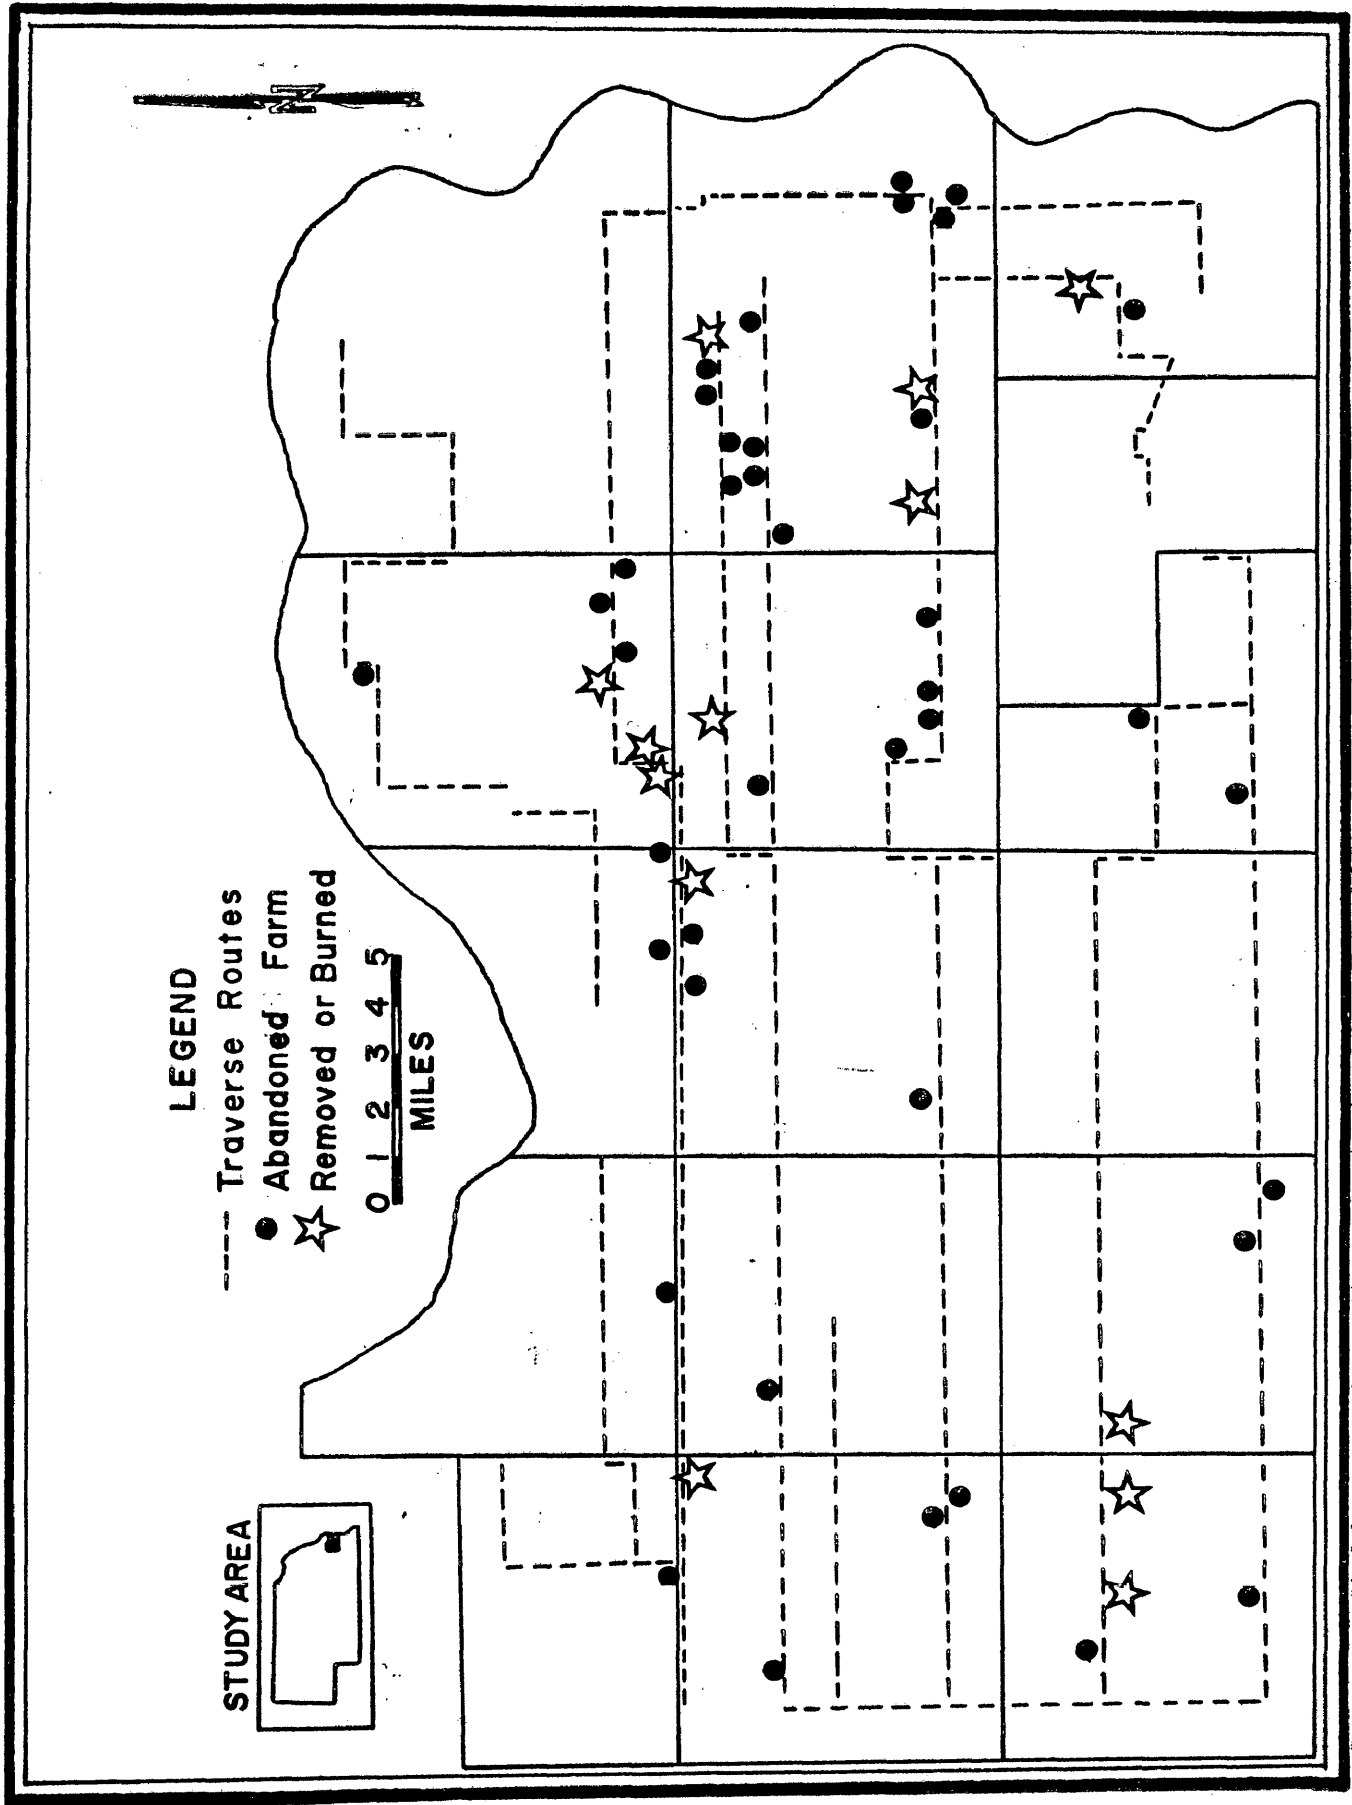 N
LEGEND
Traverse Routes
Abandoned Farm
Removed or Burned
0 1 2 3 4 5
MILES
STUDY AREA